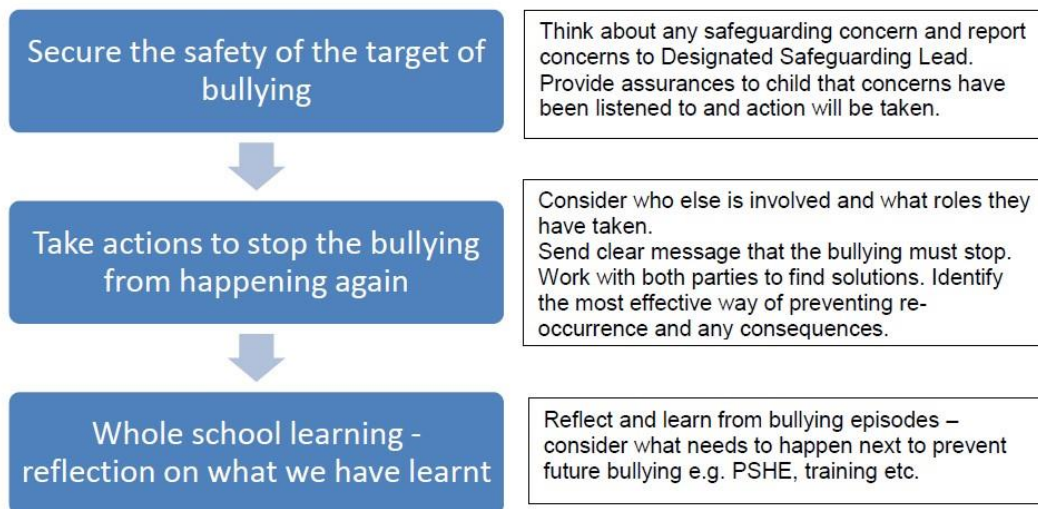 Secure the safety of the target of
bullying
Think about any safeguarding concern and report
concerns to Designated Safeguarding Lead.
Provide assurances to child that concerns have
been listened to and action will be taken.
Take actions to stop the bullying
from happening again
Consider who else is involved and what roles they
have taken.
Send clear message that the bullying must stop.
Work with both parties to find solutions. Identify
the most effective way of preventing re-
occurrence and any consequences.
Whole school learning -
reflection on what we have learnt
Reflect and learn from bullying episodes –
consider what needs to happen next to prevent
future bullying e.g. PSHE, training etc.